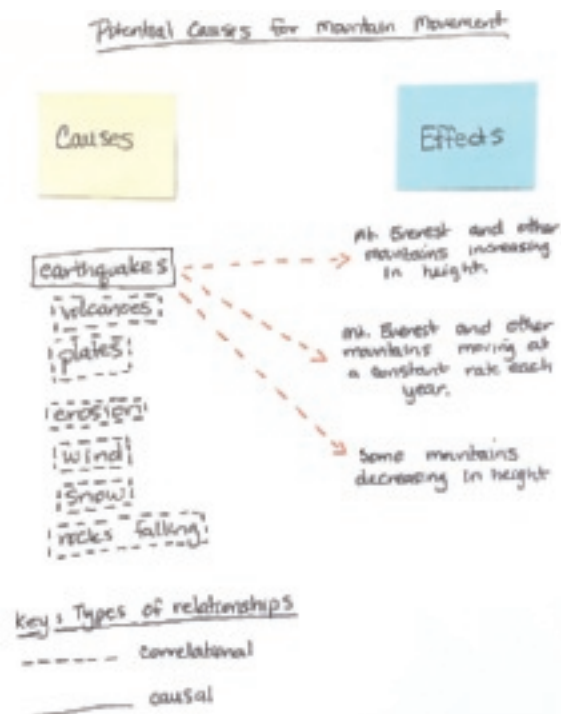 Potential Causes for Mountain Movement
Causes
Effects
earthquakes
volcanoes
plates
erosion
wind
snow
rocks falling
Mt. Everest and other
mountains increasing
in height.
Mt. Everest and other
mountains moving at
a constant rate each
year.
Some mountains
decreasing in height
Key: Types of relationships
correlational
causal